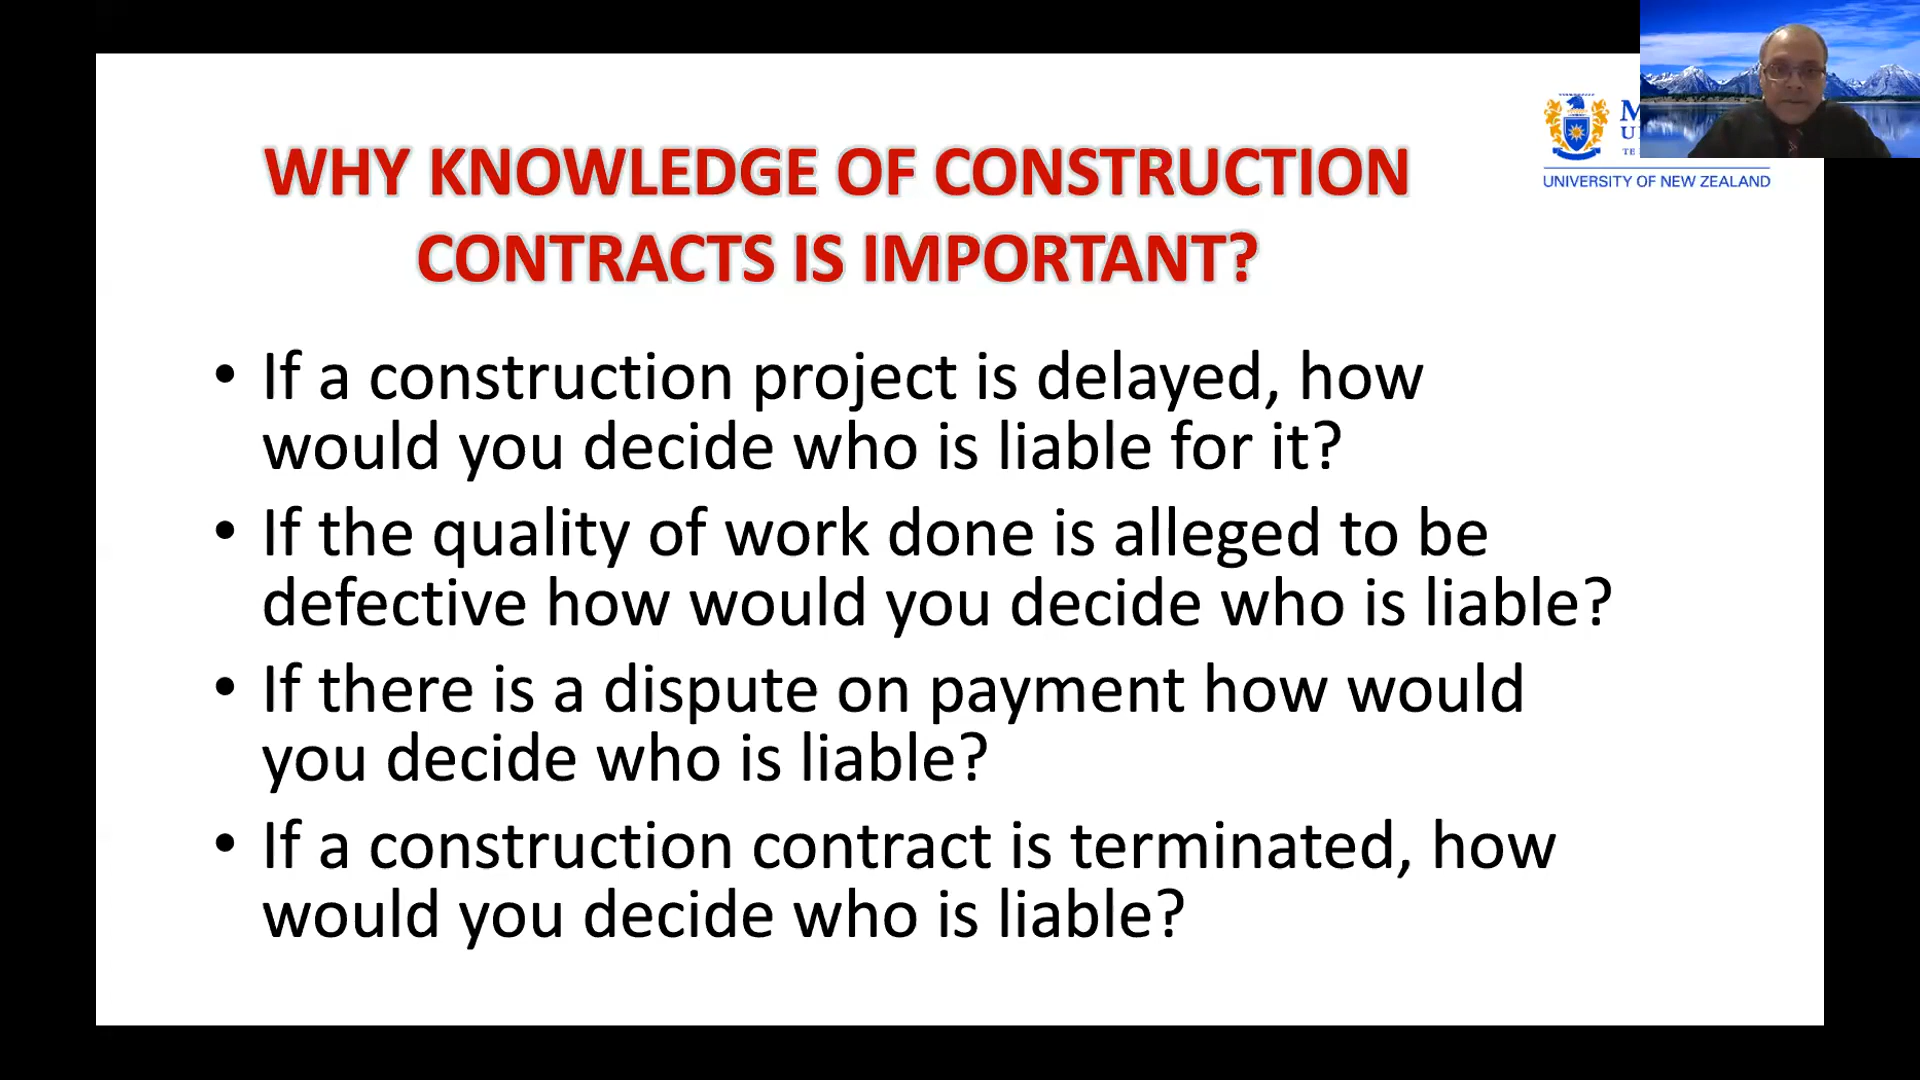 WHY KNOWLEDGE OF CONSTRUCTION
CONTRACTS IS IMPORTANT?
UNIVERSITY OF NEW ZEALAND
• If a construction project is delayed, how
would you decide who is liable for it?
• If the quality of work done is alleged to be
defective how would you decide who is liable?
• If there is a dispute on payment how would
you decide who is liable?
• If a construction contract is terminated, how
would you decide who is liable?